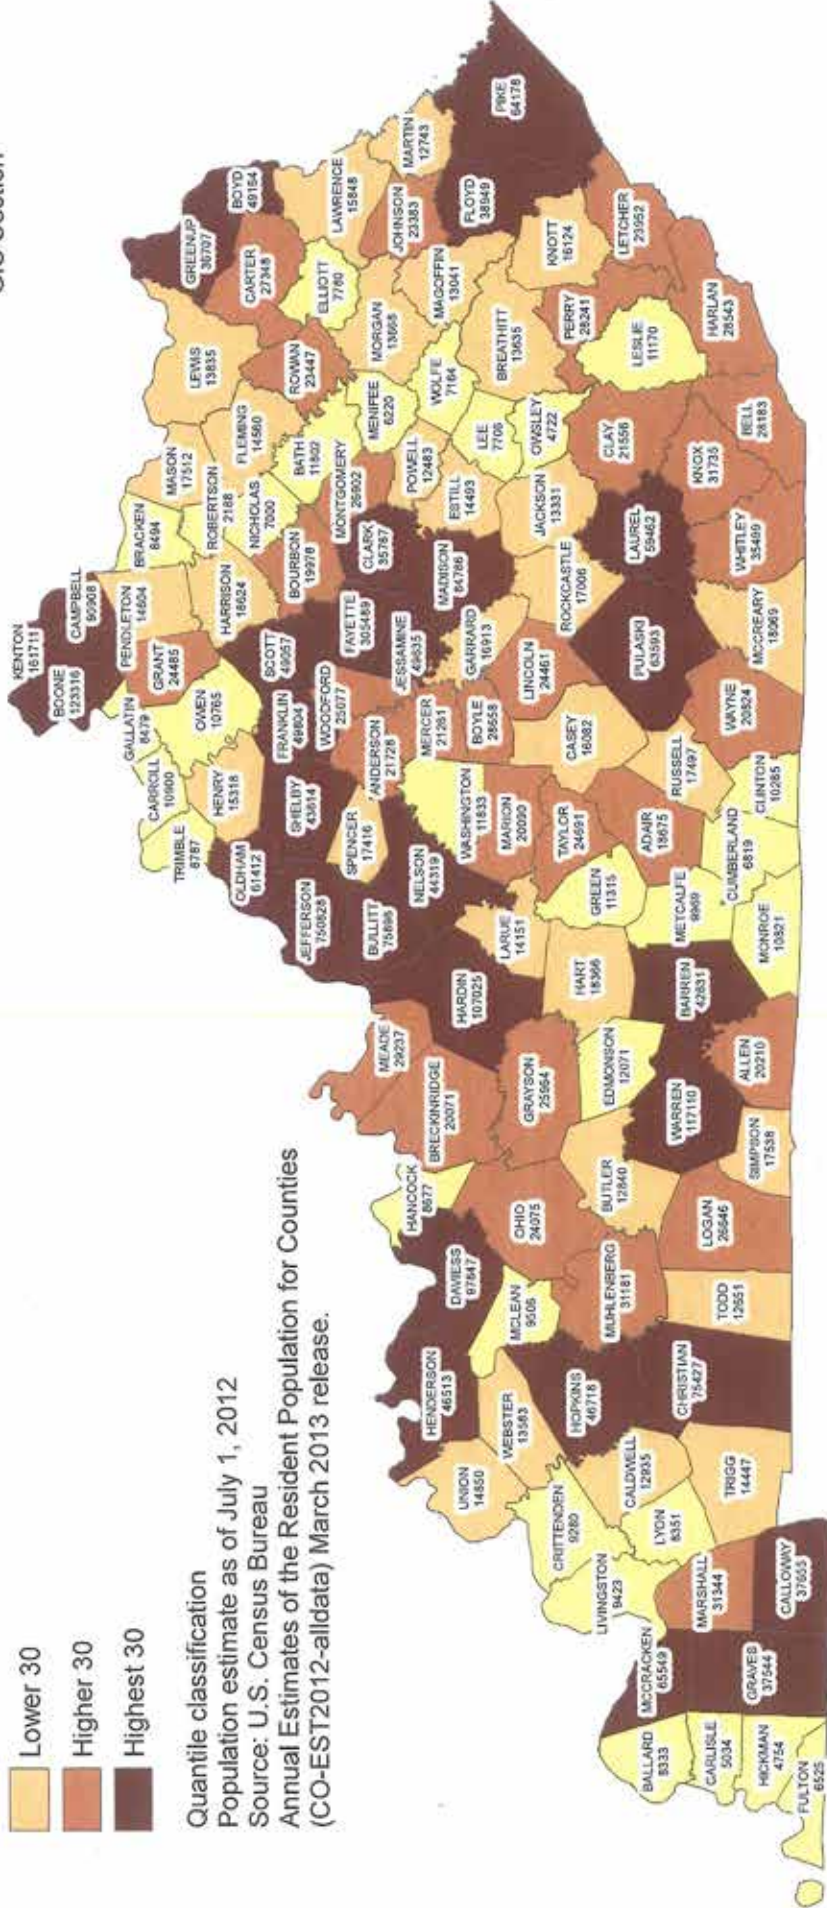 GIS Section
Lower 30
Higher 30
Highest 30
Quantile classification
Population estimate as of July 1, 2012
Source: U.S. Census Bureau
Annual Estimates of the Resident Population for Counties
(CO-EST2012-alldata) March 2013 release.
KENTON
161711
BOONE
123316
CAMPBELL
90908
GALLATIN
8479
GRANT
24485
PENDLETON
14604
BRACKEN
8494
MASON
17512
LEWIS
13835
GREENUP
36707
BOYD
49164
CARROLL
10900
TRIMBLE
8787
OWEN
10765
HENRY
15318
HARRISON
18624
ROBERTSON
2188
NICHOLAS
7000
FLEMING
14560
ROWAN
23447
CARTER
27348
ELLIOTT
7760
LAWRENCE
15848
OLDHAM
61412
SHELBY
43614
FRANKLIN
49804
SCOTT
49057
BOURBON
19978
BATH
11802
MONTGOMERY
26902
MENIFEE
6220
MORGAN
13668
JOHNSON
23383
MARTIN
12743
JEFFERSON
750828
SPENCER
17416
ANDERSON
21728
WOODFORD
25077
FAYETTE
305489
CLARK
35787
POWELL
12483
WOLFE
7164
MAGOFFIN
13041
FLOYD
38949
PIKE
64178
BULLITT
75896
NELSON
44319
WASHINGTON
11833
MERCER
21261
JESSAMINE
49635
MADISON
84786
ESTILL
14493
LEE
7706
BREATHITT
13635
KNOTT
16124
MEADE
29237
HARDIN
107025
LARUE
14151
MARION
20090
BOYLE
28658
GARRARD
16913
JACKSON
13331
OWSLEY
4722
PERRY
28241
LETCHER
23952
HANCOCK
8677
BRECKINRIDGE
20071
GRAYSON
25964
HART
18366
GREEN
11315
TAYLOR
24691
CASEY
16082
LINCOLN
24461
ROCKCASTLE
17006
CLAY
21556
LESLIE
11170
HARLAN
28543
HENDERSON
46513
DAVIESS
97847
OHIO
24075
EDMONSON
12071
METCALFE
9969
ADAIR
18675
RUSSELL
17497
PULASKI
63593
LAUREL
59462
KNOX
31735
BELL
28183
UNION
14850
WEBSTER
13583
MCLEAN
9506
MUHLENBERG
31181
BUTLER
12840
WARREN
117110
BARREN
42631
CUMBERLAND
6819
CLINTON
10285
WAYNE
20824
MCCREARY
18069
WHITLEY
35499
CRITTENDEN
9280
HOPKINS
46718
LOGAN
26646
SIMPSON
17538
ALLEN
20210
MONROE
10821
LIVINGSTON
9423
LYON
8351
CALDWELL
12935
CHRISTIAN
75427
TODD
12651
TRIGG
14447
BALLARD
8333
MCCRACKEN
65549
MARSHALL
31344
CARLISLE
5034
GRAVES
37544
CALLOWAY
37655
HICKMAN
4754
FULTON
6525